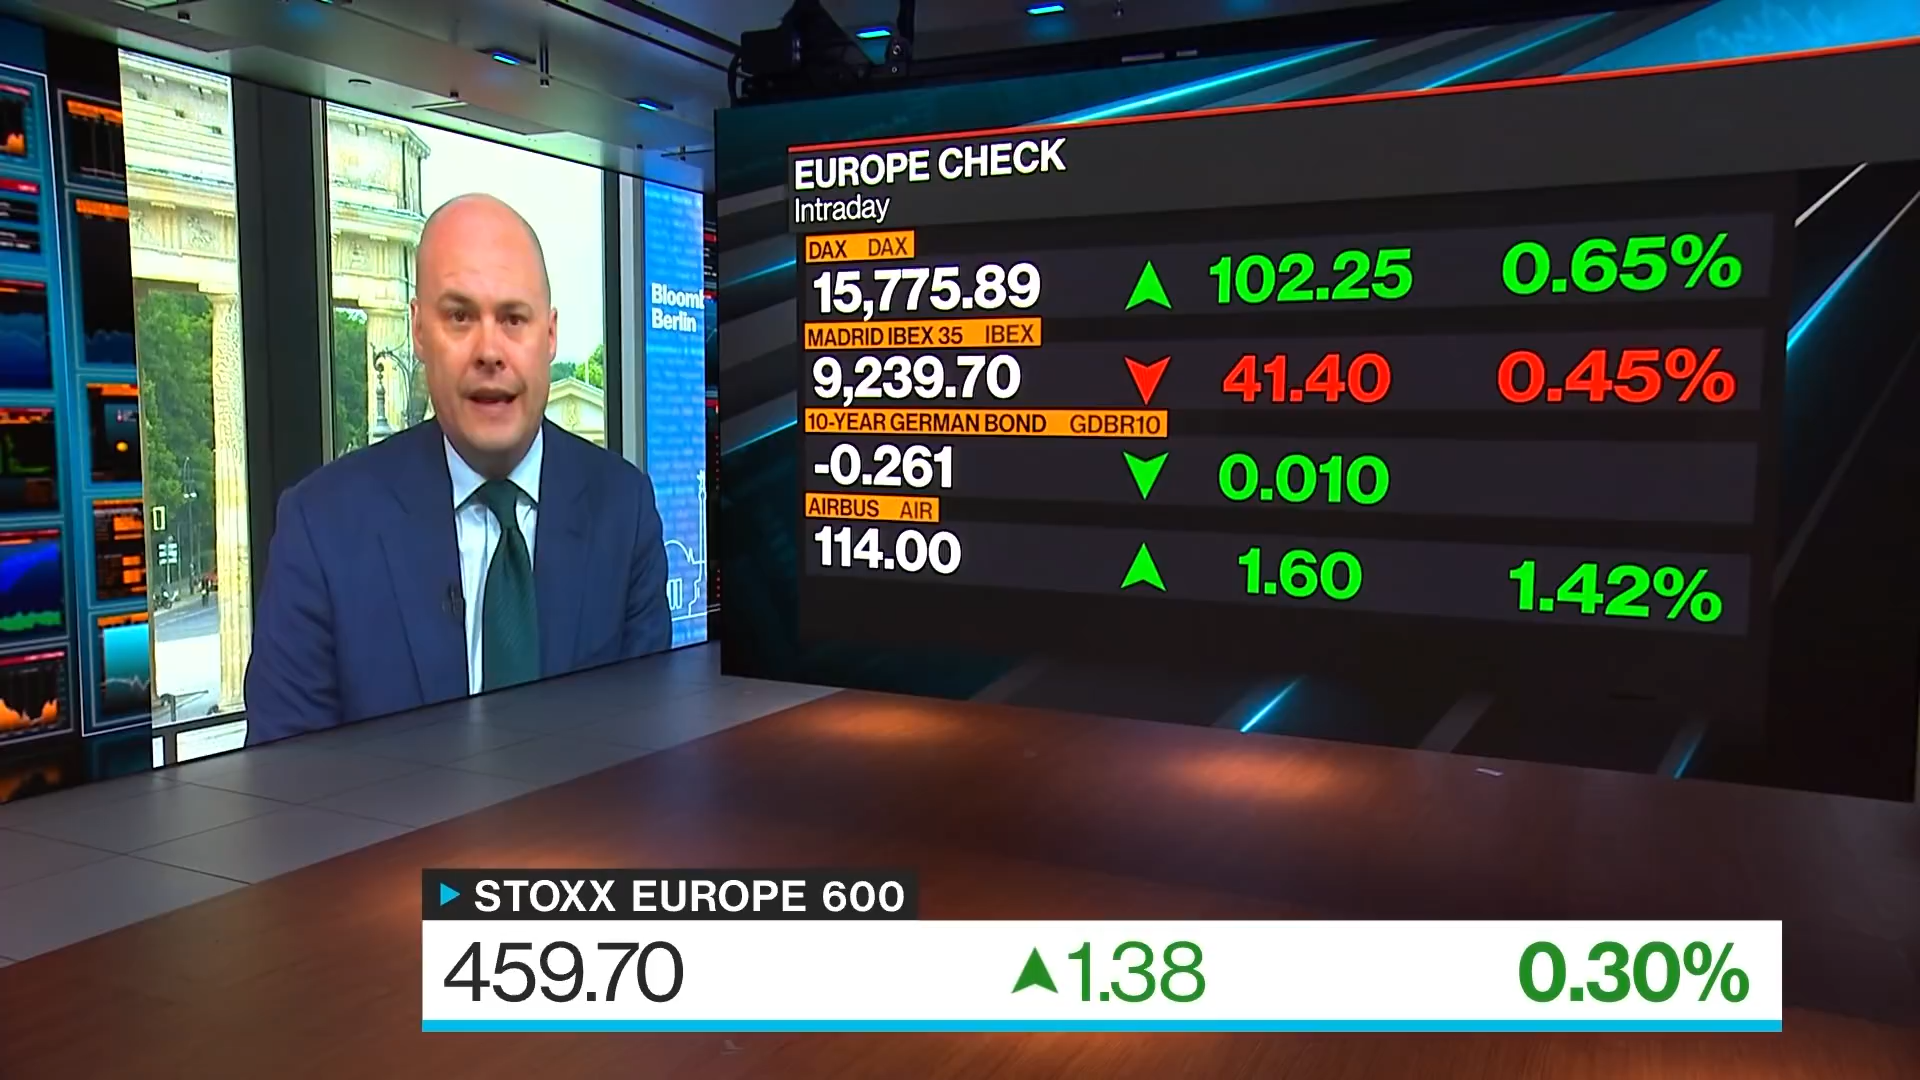 Bloom
Berlin
EUROPE CHECK
Intraday
DAX DAX
15,775.89 ▲ 102.25 0.65%
MADRID IBEX 35 IBEX
9,239.70 ▼ 41.40 0.45%
10-YEAR GERMAN BOND GDBR10
-0.261 ▼ 0.010
AIRBUS AIR
114.00 ▲ 1.60 1.42%
STOXX EUROPE 600
459.70 ▲1.38 0.30%